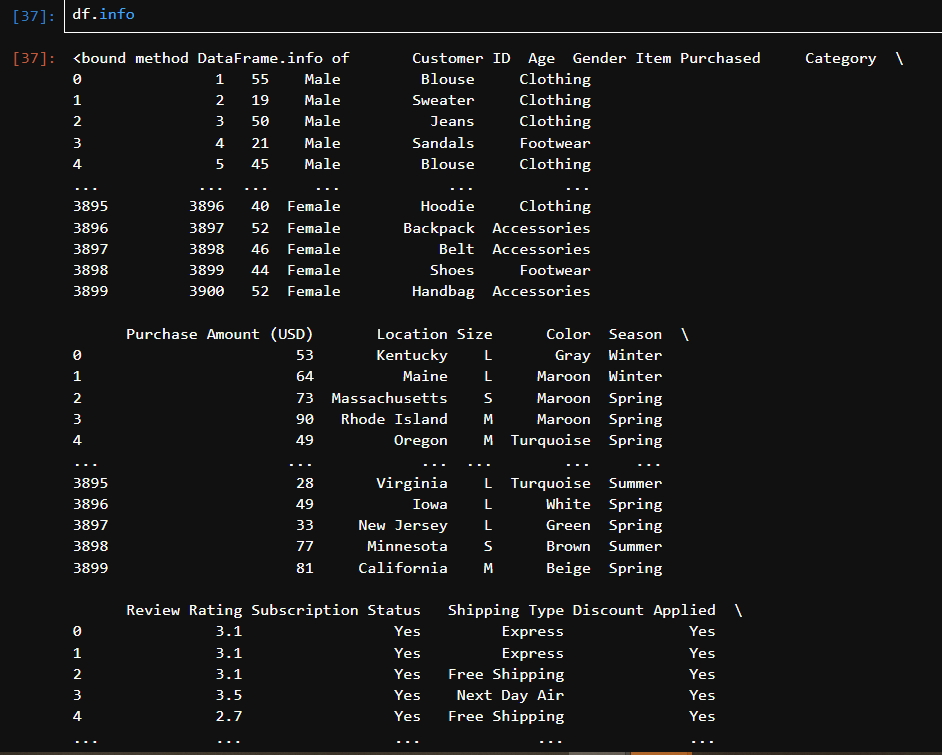 [37]: df.info
[37]: <bound method DataFrame.info of       Customer ID  Age  Gender Item Purchased     Category  \
0               1   55    Male         Blouse     Clothing
1               2   19    Male        Sweater     Clothing
2               3   50    Male          Jeans     Clothing
3               4   21    Male        Sandals     Footwear
4               5   45    Male         Blouse     Clothing
...           ...  ...     ...            ...          ...
3895         3896   40  Female         Hoodie     Clothing
3896         3897   52  Female       Backpack  Accessories
3897         3898   46  Female           Belt  Accessories
3898         3899   44  Female          Shoes     Footwear
3899         3900   52  Female        Handbag  Accessories
      Purchase Amount (USD)       Location Size      Color  Season  \
0                        53       Kentucky    L       Gray  Winter
1                        64          Maine    L     Maroon  Winter
2                        73  Massachusetts    S     Maroon  Spring
3                        90   Rhode Island    M     Maroon  Spring
4                        49         Oregon    M  Turquoise  Spring
...                     ...            ...  ...        ...     ...
3895                     28       Virginia    L  Turquoise  Summer
3896                     49           Iowa    L      White  Spring
3897                     33     New Jersey    L      Green  Spring
3898                     77      Minnesota    S      Brown  Summer
3899                     81     California    M      Beige  Spring
      Review Rating Subscription Status   Shipping Type Discount Applied  \
0               3.1                 Yes         Express              Yes
1               3.1                 Yes         Express              Yes
2               3.1                 Yes   Free Shipping              Yes
3               3.5                 Yes    Next Day Air              Yes
4               2.7                 Yes   Free Shipping              Yes
...             ...                 ...             ...              ...